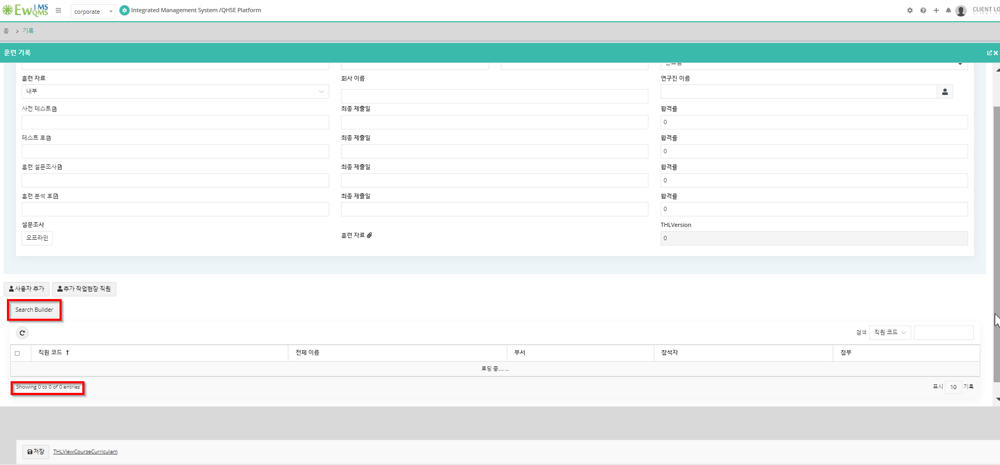 EwIMS QMS
corporate
Integrated Management System /QHSE Platform
홈 > 기록
훈련 기록
훈련 자료 회사 이름 연구진 이름
내부
사전 테스트 최종 제출일 합격률
0
테스트 후 최종 제출일 합격률
0
훈련 설문조사 최종 제출일 합격률
0
훈련 분석 후 최종 제출일 합격률
0
설문조사 훈련 자료 THLVersion
오프라인 0
사용자 추가 추가 작업현장 직원
Search Builder
검색 직원 코드
직원 코드 ↑ 전체 이름 부서 참석자 첨부
로딩 중.... ...
Showing 0 to 0 of 0 entries 표시 10 기록
저장 THLViewCourseCurriculam